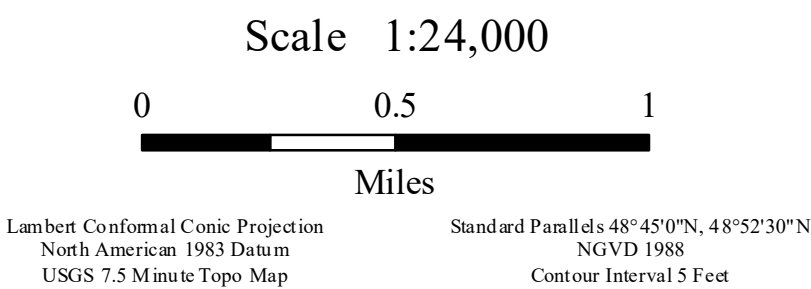 Scale 1:24,000
0 0.5 1
Miles
Lambert Conformal Conic Projection
North American 1983 Datum
USGS 7.5 Minute Topo Map
Standard Parallels 48°45'0"N, 48°52'30"N
NGVD 1988
Contour Interval 5 Feet